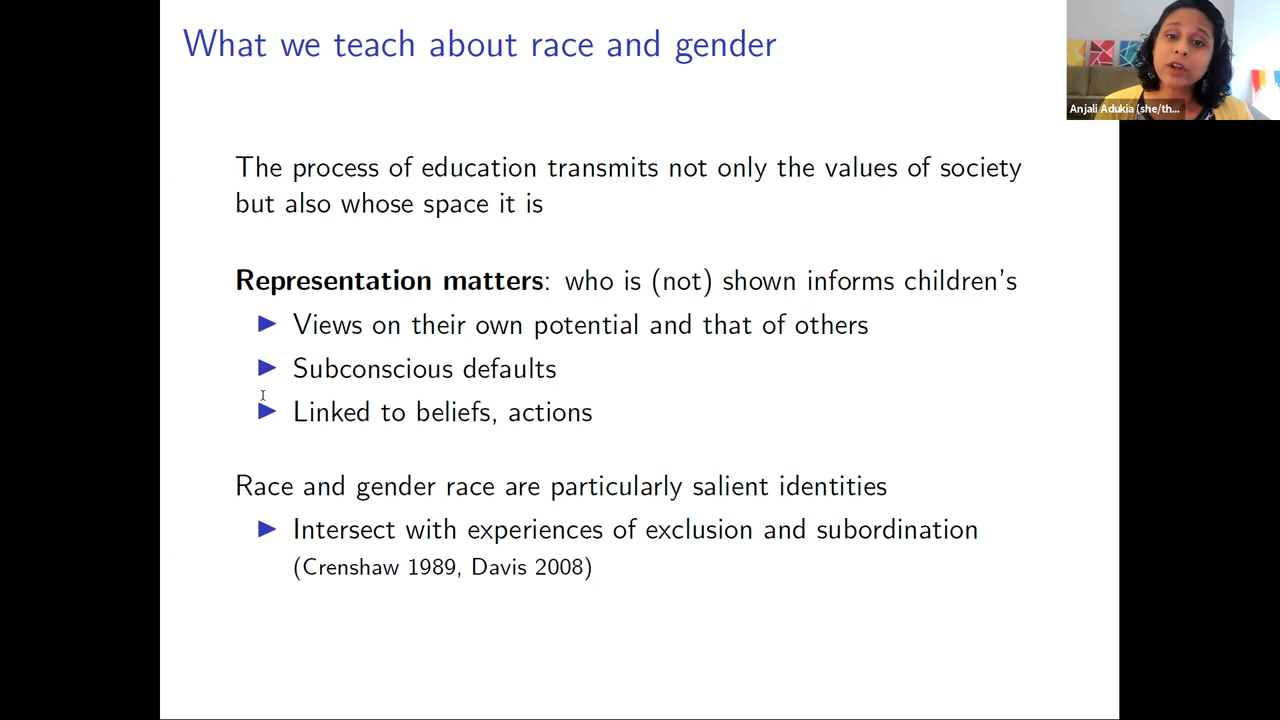 What we teach about race and gender
Anjali Adukia (she/th...
The process of education transmits not only the values of society
but also whose space it is
Representation matters: who is (not) shown informs children's
Views on their own potential and that of others
Subconscious defaults
Linked to beliefs, actions
Race and gender race are particularly salient identities
Intersect with experiences of exclusion and subordination
(Crenshaw 1989, Davis 2008)